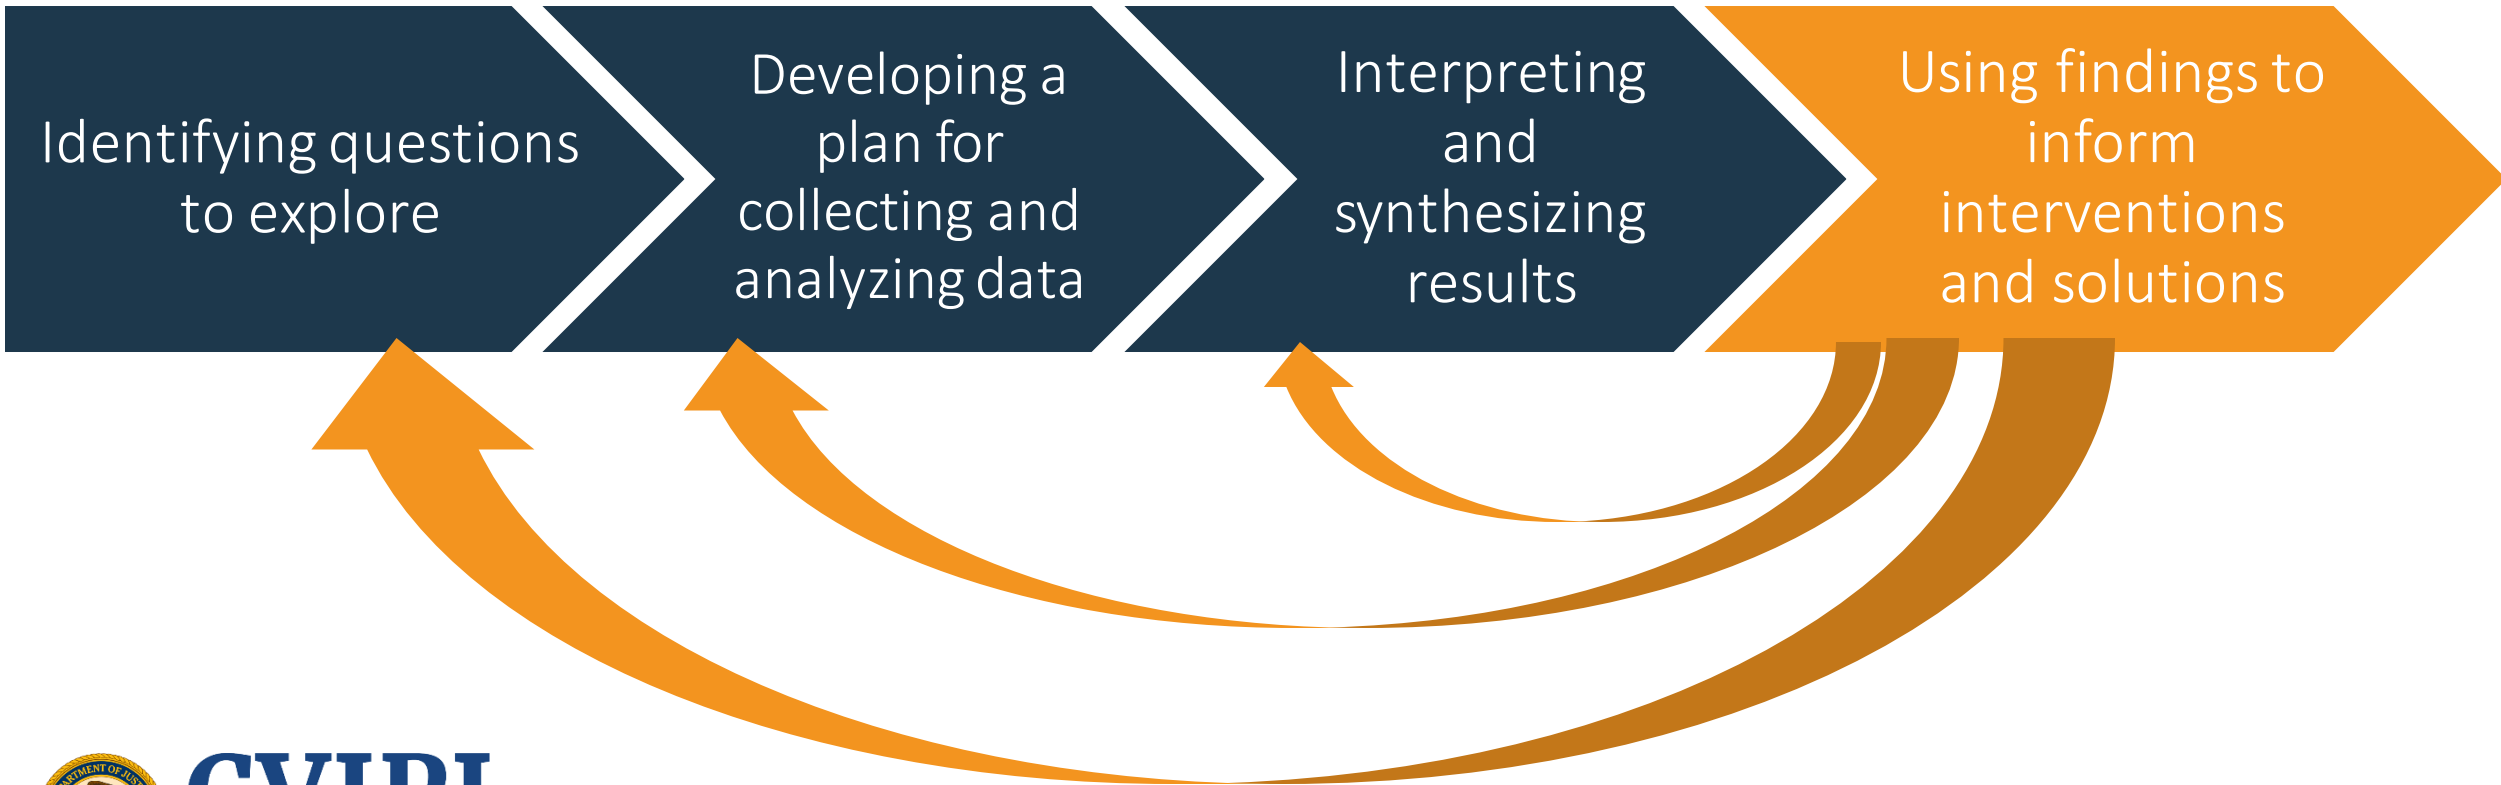 Identifying questions
to explore
Developing a
plan for
collecting and
analyzing data
Interpreting
and
synthesizing
results
Using findings to
inform
interventions
and solutions